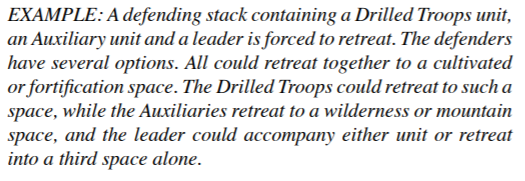 EXAMPLE: A defending stack containing a Drilled Troops unit,
an Auxiliary unit and a leader is forced to retreat. The defenders
have several options. All could retreat together to a cultivated
or fortification space. The Drilled Troops could retreat to such a
space, while the Auxiliaries retreat to a wilderness or mountain
space, and the leader could accompany either unit or retreat
into a third space alone.